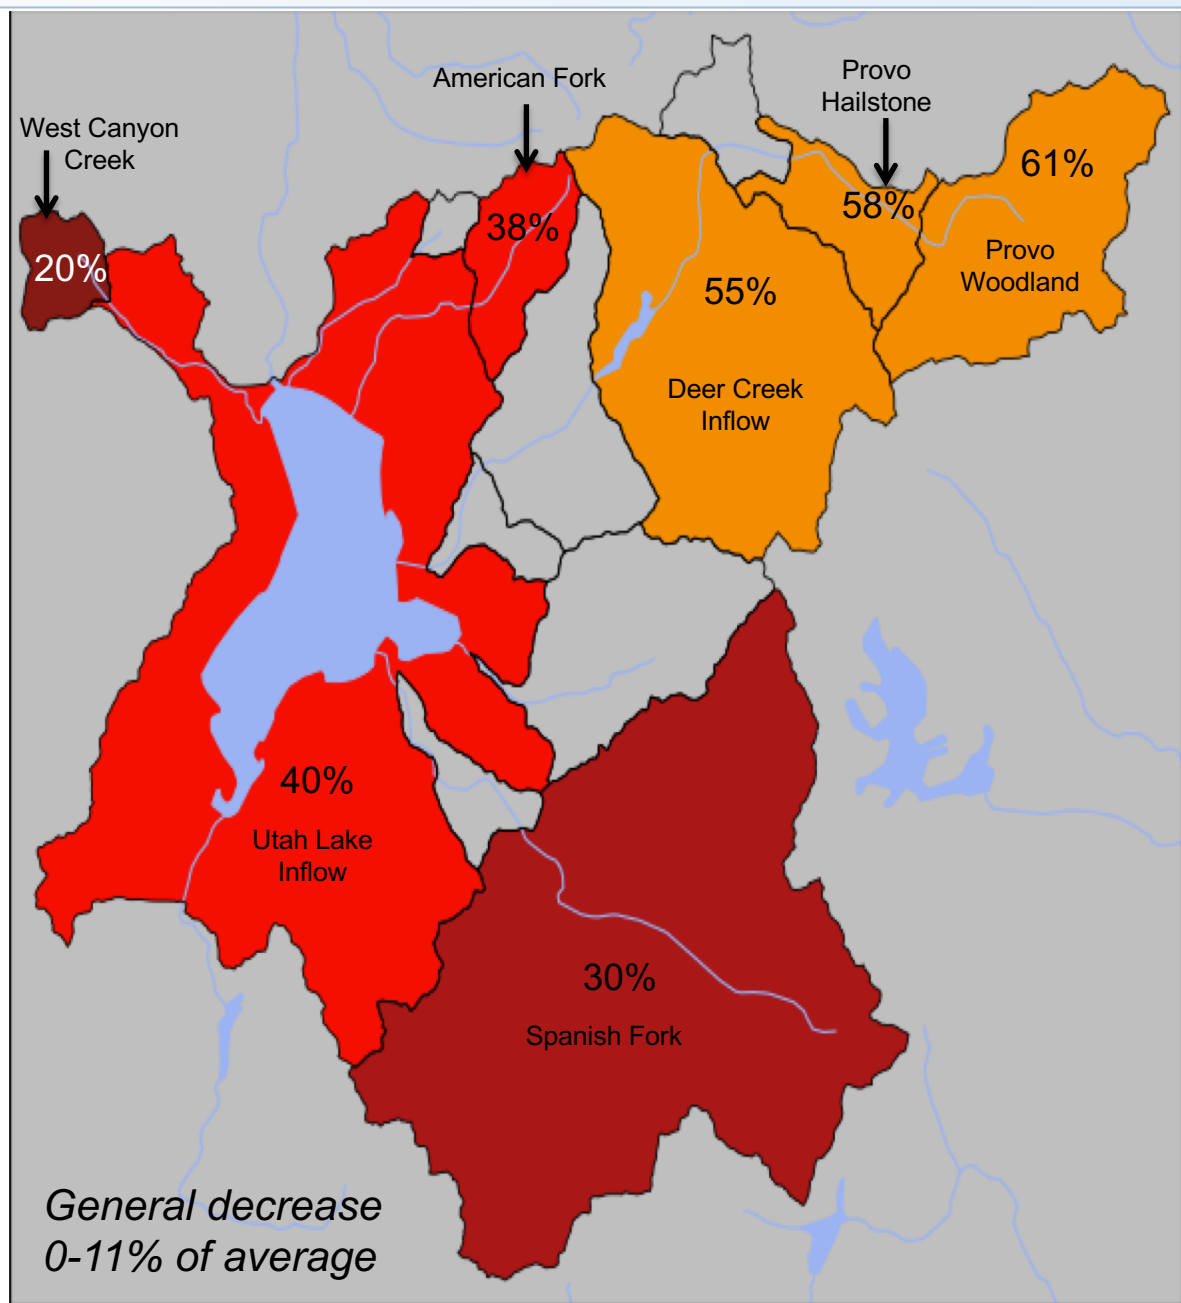 American Fork
Provo
Hailstone
West Canyon
Creek
61%
58%
38%
20%
Provo
Woodland
55%
Deer Creek
Inflow
40%
Utah Lake
Inflow
30%
Spanish Fork
General decrease
0-11% of average